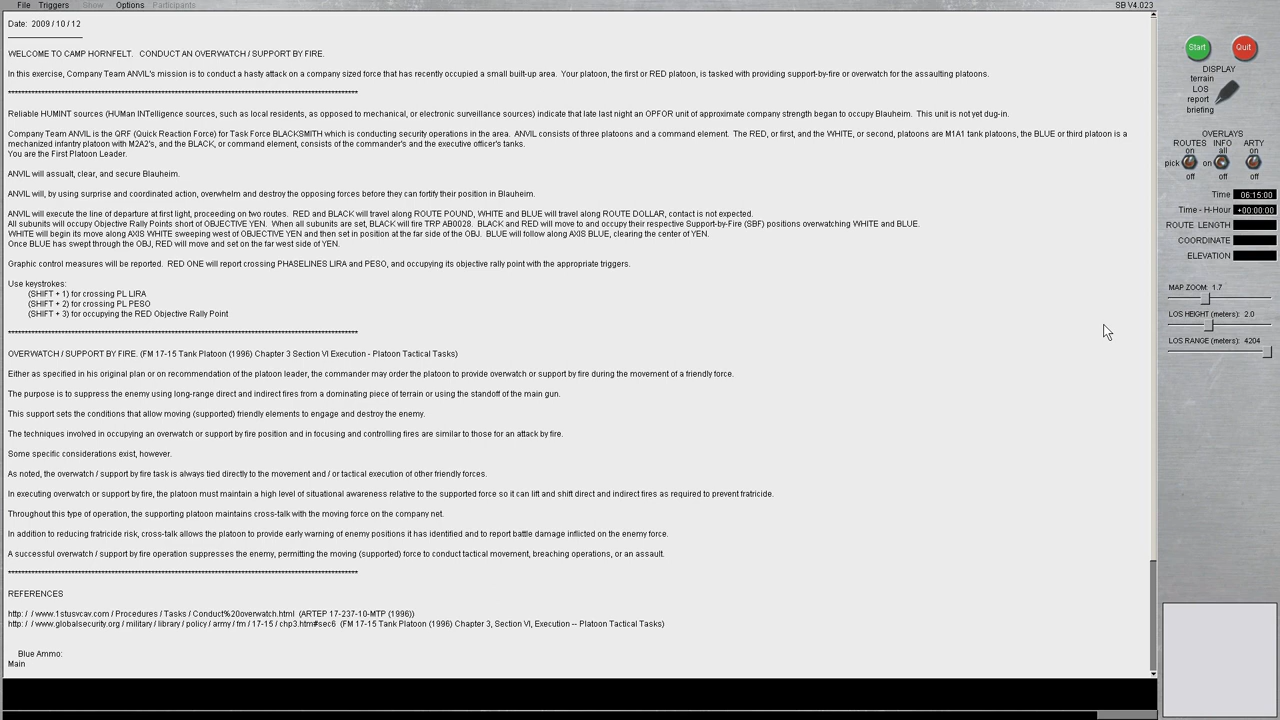 File Triggers Show Options Participants SB V4.023
Date: 2009 / 10 / 12
WELCOME TO CAMP HORNFELT. CONDUCT AN OVERWATCH / SUPPORT BY FIRE.
In this exercise, Company Team ANVIL's mission is to conduct a hasty attack on a company sized force that has recently occupied a small built-up area. Your platoon, the first or RED platoon, is tasked with providing support-by-fire or overwatch for the assaulting platoons.
Reliable HUMINT sources (HUMan INTelligence sources, such as local residents, as opposed to mechanical, or electronic surveillance sources) indicate that late last night an OPFOR unit of approximate company strength began to occupy Blauheim. This unit is not yet dug-in.
Company Team ANVIL is the QRF (Quick Reaction Force) for Task Force BLACKSMITH which is conducting security operations in the area. ANVIL consists of three platoons and a command element. The RED, or first, and the WHITE, or second, platoons are M1A1 tank platoons, the BLUE or third platoon is a
mechanized infantry platoon with M2A2's, and the BLACK, or command element, consists of the commander's and the executive officer's tanks.
You are the First Platoon Leader.
ANVIL will assualt, clear, and secure Blauheim.
ANVIL will, by using surprise and coordinated action, overwhelm and destroy the opposing forces before they can fortify their position in Blauheim.
ANVIL will execute the line of departure at first light, proceeding on two routes. RED and BLACK will travel along ROUTE POUND, WHITE and BLUE will travel along ROUTE DOLLAR, contact is not expected.
All subunits will occupy Objective Rally Points short of OBJECTIVE YEN. When all subunits are set, BLACK will fire TRP AB0028. BLACK and RED will move to and occupy their respective Support-by-Fire (SBF) positions overwatching WHITE and BLUE.
WHITE will begin its move along AXIS WHITE sweeping west of OBJECTIVE YEN and then set in position at the far side of the OBJ. BLUE will follow along AXIS BLUE, clearing the center of YEN.
Once BLUE has swept through the OBJ, RED will move and set on the far west side of YEN.
Graphic control measures will be reported. RED ONE will report crossing PHASELINES LIRA and PESO, and occupying its objective rally point with the appropriate triggers.
Use keystrokes:
(SHIFT + 1) for crossing PL LIRA
(SHIFT + 2) for crossing PL PESO
(SHIFT + 3) for occupying the RED Objective Rally Point
OVERWATCH / SUPPORT BY FIRE. (FM 17-15 Tank Platoon (1996) Chapter 3 Section VI Execution - Platoon Tactical Tasks)
Either as specified in his original plan or on recommendation of the platoon leader, the commander may order the platoon to provide overwatch or support by fire during the movement of a friendly force.
The purpose is to suppress the enemy using long-range direct and indirect fires from a dominating piece of terrain or using the standoff of the main gun.
This support sets the conditions that allow moving (supported) friendly elements to engage and destroy the enemy.
The techniques involved in occupying an overwatch or support by fire position and in focusing and controlling fires are similar to those for an attack by fire.
Some specific considerations exist, however.
As noted, the overwatch / support by fire task is always tied directly to the movement and / or tactical execution of other friendly forces.
In executing overwatch or support by fire, the platoon must maintain a high level of situational awareness relative to the supported force so it can lift and shift direct and indirect fires as required to prevent fratricide.
Throughout this type of operation, the supporting platoon maintains cross-talk with the moving force on the company net.
In addition to reducing fratricide risk, cross-talk allows the platoon to provide early warning of enemy positions it has identified and to report battle damage inflicted on the enemy force.
A successful overwatch / support by fire operation suppresses the enemy, permitting the moving (supported) force to conduct tactical movement, breaching operations, or an assault.
REFERENCES
http: / / www.1stusvcav.com / Procedures / Tasks / Conduct%20overwatch.html (ARTEP 17-237-10-MTP (1996))
http: / / www.globalsecurity.org / military / library / policy / army / fm / 17-15 / chp3.htm#sec6 (FM 17-15 Tank Platoon (1996) Chapter 3, Section VI, Execution -- Platoon Tactical Tasks)
Blue Ammo:
Main
Start Quit
DISPLAY
terrain
LOS
report
briefing
OVERLAYS
ROUTES INFO ARTY
on all on
pick on
off off off
Time 06:15:00
Time - H-Hour +00:00:00
ROUTE LENGTH
COORDINATE
ELEVATION
MAP ZOOM: 1.7
LOS HEIGHT (meters): 2.0
LOS RANGE (meters): 4204